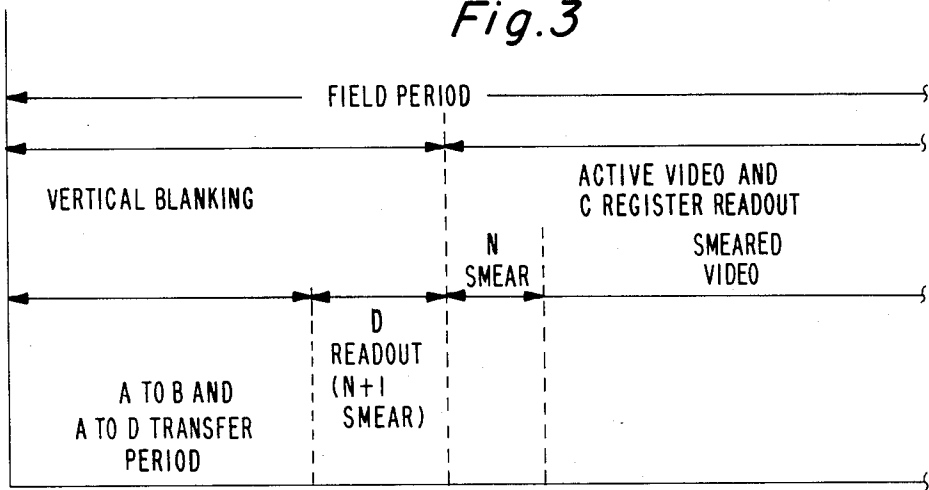 Fig.3
FIELD PERIOD
VERTICAL BLANKING
ACTIVE VIDEO AND
C REGISTER READOUT
N
SMEAR
SMEARED
VIDEO
D
READOUT
(N+1
SMEAR)
A TO B AND
A TO D TRANSFER
PERIOD